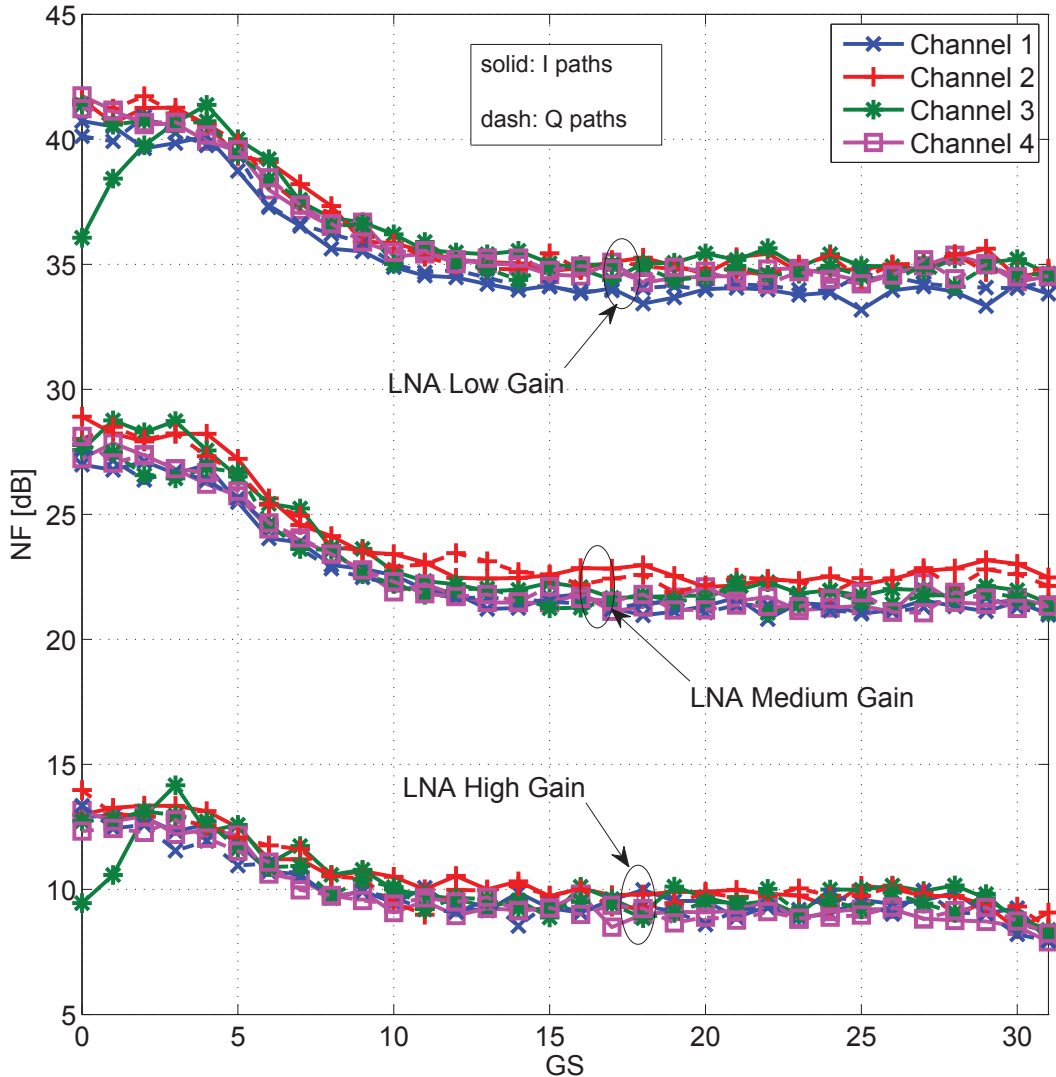 45
40
35
30
25
20
15
10
5
NF [dB]
0
5
10
15
20
25
30
GS
solid: I paths
dash: Q paths
Channel 1
Channel 2
Channel 3
Channel 4
LNA Low Gain
LNA Medium Gain
LNA High Gain